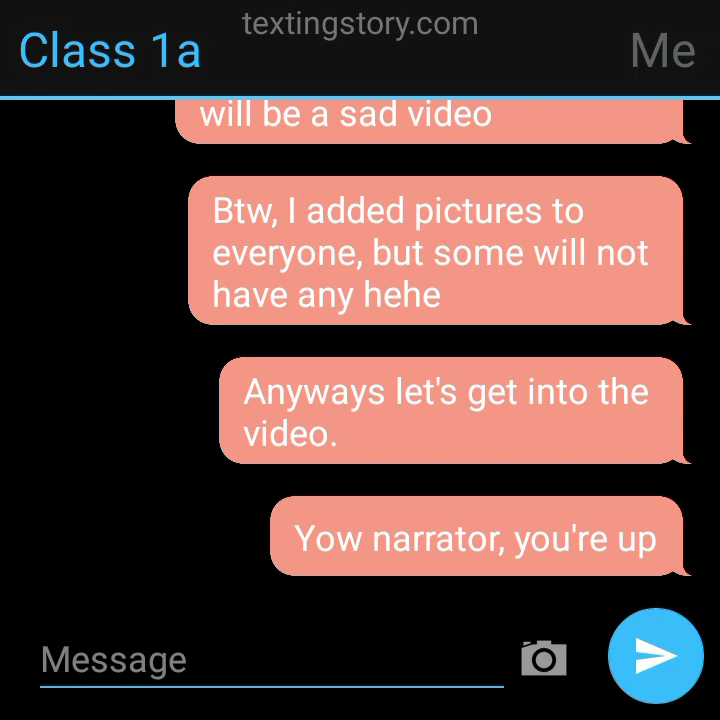 textingstory.com
Class 1a
Me
will be a sad video
Btw, I added pictures to
everyone, but some will not
have any hehe
Anyways let's get into the
video.
Yow narrator, you're up
Message